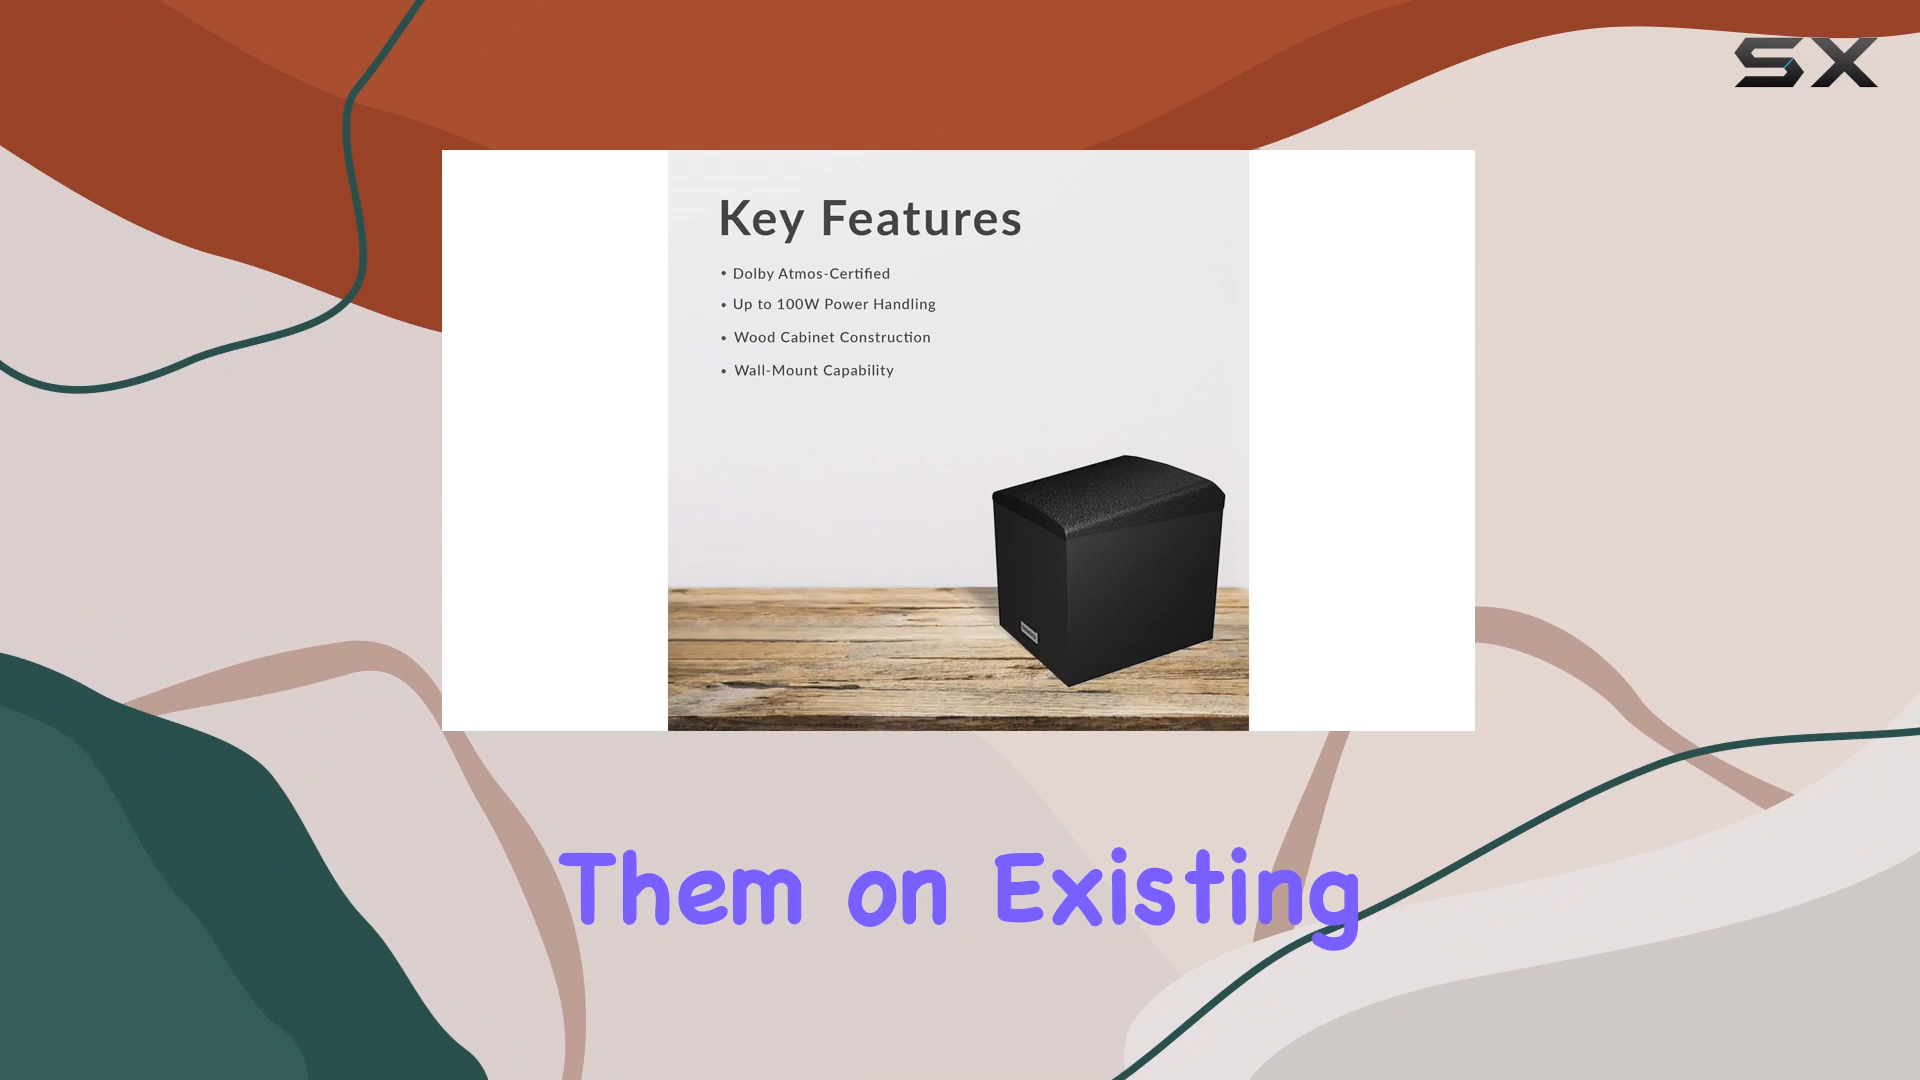 SX
Key Features
• Dolby Atmos-Certified
• Up to 100W Power Handling
• Wood Cabinet Construction
• Wall-Mount Capability
Them on Existing